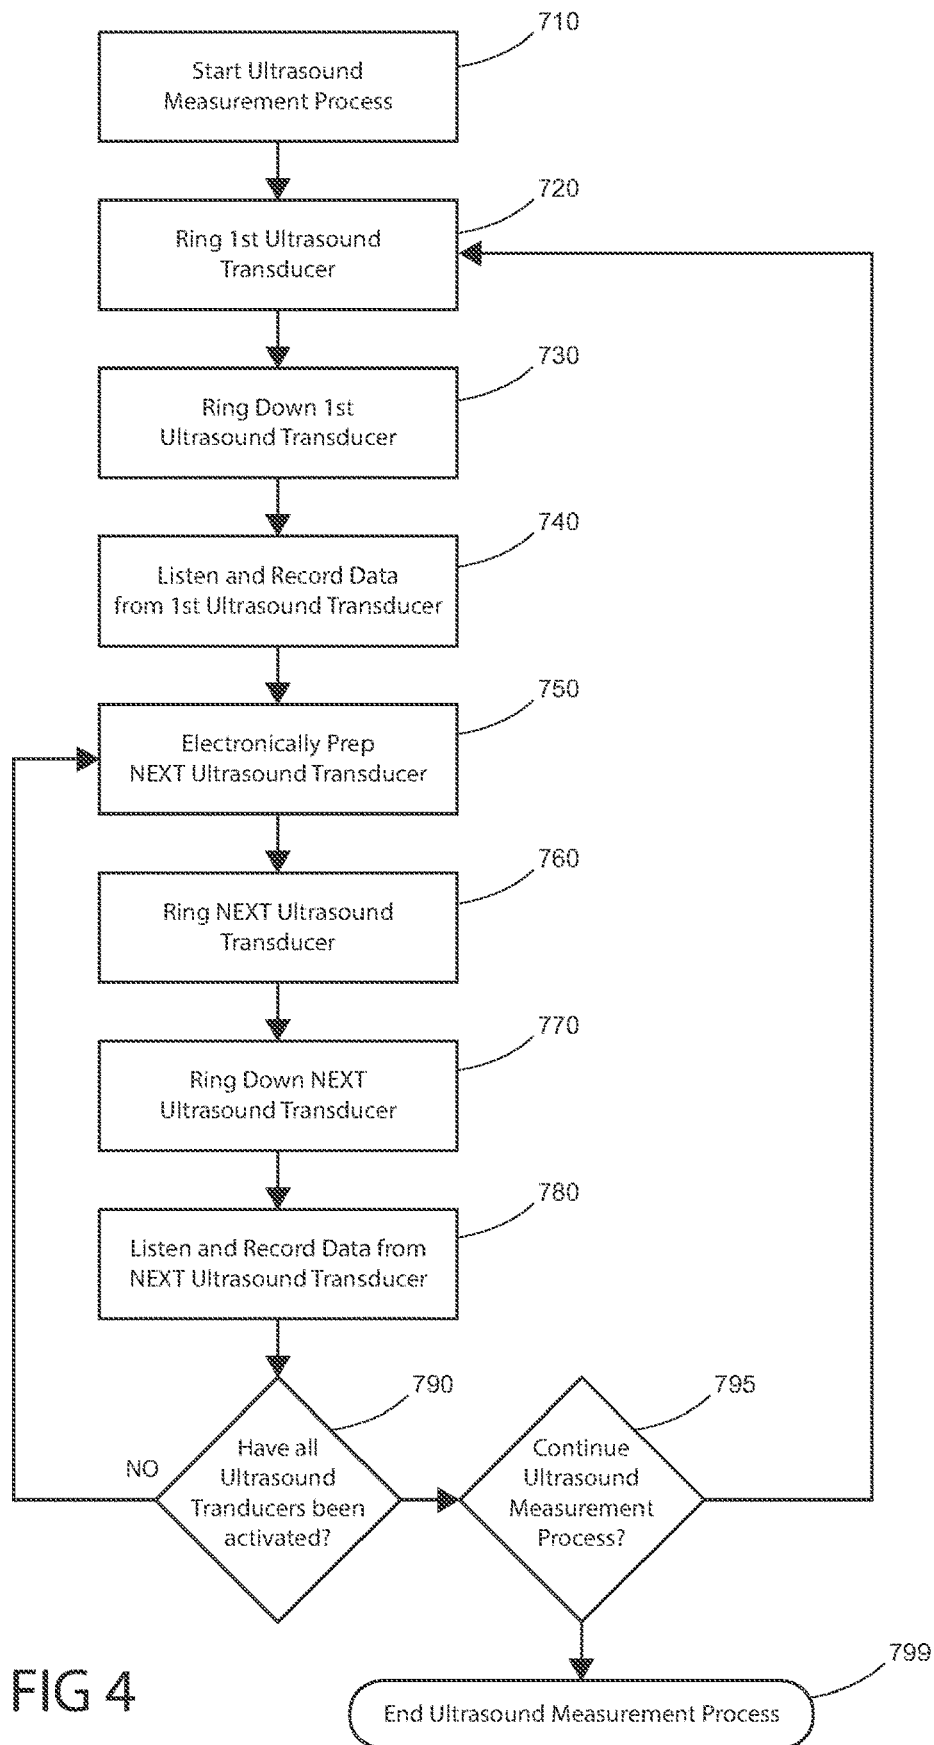 710
Start Ultrasound
Measurement Process
720
Ring 1st Ultrasound
Transducer
730
Ring Down 1st
Ultrasound Transducer
740
Listen and Record Data
from 1st Ultrasound Transducer
750
Electronically Prep
NEXT Ultrasound Transducer
760
Ring NEXT Ultrasound
Transducer
770
Ring Down NEXT
Ultrasound Transducer
780
Listen and Record Data from
NEXT Ultrasound Transducer
790
NO
Have all
Ultrasound
Tranducers been
activated?
795
Continue
Ultrasound
Measurement
Process?
799
End Ultrasound Measurement Process
FIG 4